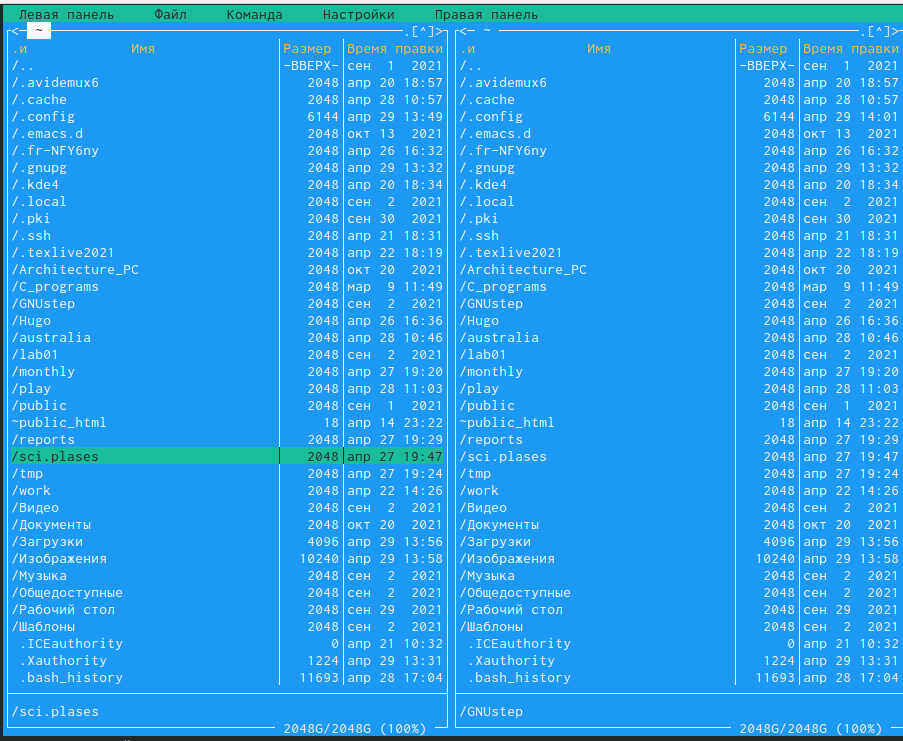 Левая панель Файл Команда Настройки Правая панель
<- ~ .[^]> <- ~ .[^]>
.и Имя Размер Время правки .и Имя Размер Время правки
/.. -ВВЕРХ- сен 1 2021 /.. -ВВЕРХ- сен 1 2021
/.avidemux6 2048 апр 20 18:57 /.avidemux6 2048 апр 20 18:57
/.cache 2048 апр 28 10:57 /.cache 2048 апр 28 10:57
/.config 6144 апр 29 13:49 /.config 6144 апр 29 14:01
/.emacs.d 2048 окт 13 2021 /.emacs.d 2048 окт 13 2021
/.fr-NFY6ny 2048 апр 26 16:32 /.fr-NFY6ny 2048 апр 26 16:32
/.gnupg 2048 апр 29 13:32 /.gnupg 2048 апр 29 13:32
/.kde4 2048 апр 20 18:34 /.kde4 2048 апр 20 18:34
/.local 2048 сен 2 2021 /.local 2048 сен 2 2021
/.pki 2048 сен 30 2021 /.pki 2048 сен 30 2021
/.ssh 2048 апр 21 18:31 /.ssh 2048 апр 21 18:31
/.texlive2021 2048 апр 22 18:19 /.texlive2021 2048 апр 22 18:19
/Architecture_PC 2048 окт 20 2021 /Architecture_PC 2048 окт 20 2021
/C_programs 2048 мар 9 11:49 /C_programs 2048 мар 9 11:49
/GNUstep 2048 сен 2 2021 /GNUstep 2048 сен 2 2021
/Hugo 2048 апр 26 16:36 /Hugo 2048 апр 26 16:36
/australia 2048 апр 28 10:46 /australia 2048 апр 28 10:46
/lab01 2048 сен 2 2021 /lab01 2048 сен 2 2021
/monthly 2048 апр 27 19:20 /monthly 2048 апр 27 19:20
/play 2048 апр 28 11:03 /play 2048 апр 28 11:03
/public 2048 сен 1 2021 /public 2048 сен 1 2021
~public_html 18 апр 14 23:22 ~public_html 18 апр 14 23:22
/reports 2048 апр 27 19:29 /reports 2048 апр 27 19:29
/sci.plases 2048 апр 27 19:47 /sci.plases 2048 апр 27 19:47
/tmp 2048 апр 27 19:24 /tmp 2048 апр 27 19:24
/work 2048 апр 22 14:26 /work 2048 апр 22 14:26
/Видео 2048 сен 2 2021 /Видео 2048 сен 2 2021
/Документы 2048 окт 20 2021 /Документы 2048 окт 20 2021
/Загрузки 4096 апр 29 13:56 /Загрузки 4096 апр 29 13:56
/Изображения 10240 апр 29 13:58 /Изображения 10240 апр 29 13:58
/Музыка 2048 сен 2 2021 /Музыка 2048 сен 2 2021
/Общедоступные 2048 сен 2 2021 /Общедоступные 2048 сен 2 2021
/Рабочий стол 2048 сен 29 2021 /Рабочий стол 2048 сен 29 2021
/Шаблоны 2048 сен 2 2021 /Шаблоны 2048 сен 2 2021
.ICEauthority 0 апр 21 10:32 .ICEauthority 0 апр 21 10:32
.Xauthority 1224 апр 29 13:31 .Xauthority 1224 апр 29 13:31
.bash_history 11693 апр 28 17:04 .bash_history 11693 апр 28 17:04
/sci.plases /GNUstep
2048G/2048G (100%) 2048G/2048G (100%)